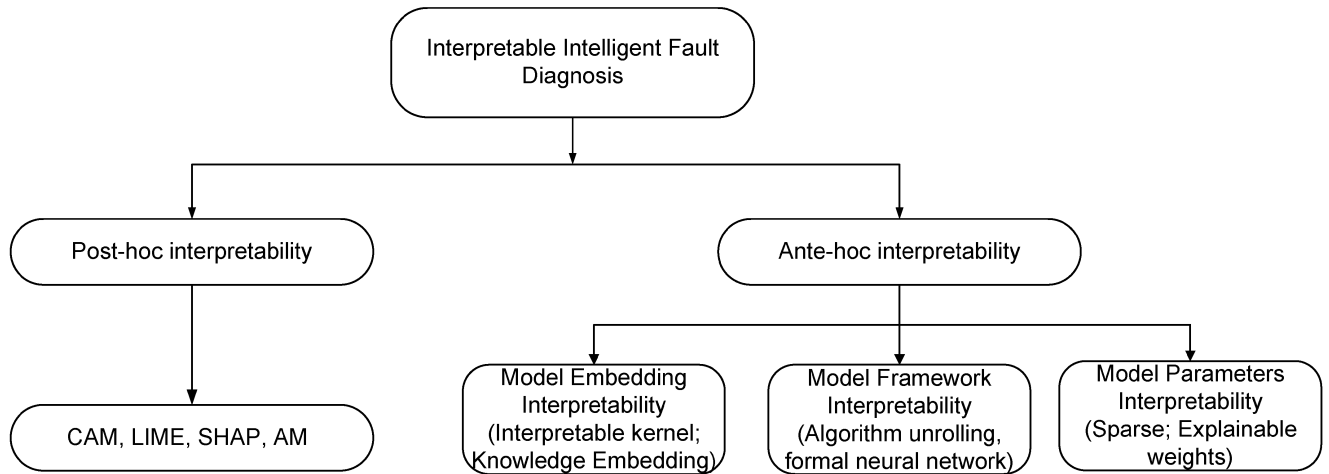 Interpretable Intelligent Fault
Diagnosis
Post-hoc interpretability
Ante-hoc interpretability
CAM, LIME, SHAP, AM
Model Embedding
Interpretability
(Interpretable kernel;
Knowledge Embedding)
Model Framework
Interpretability
(Algorithm unrolling,
formal neural network)
Model Parameters
Interpretability
(Sparse; Explainable
weights)